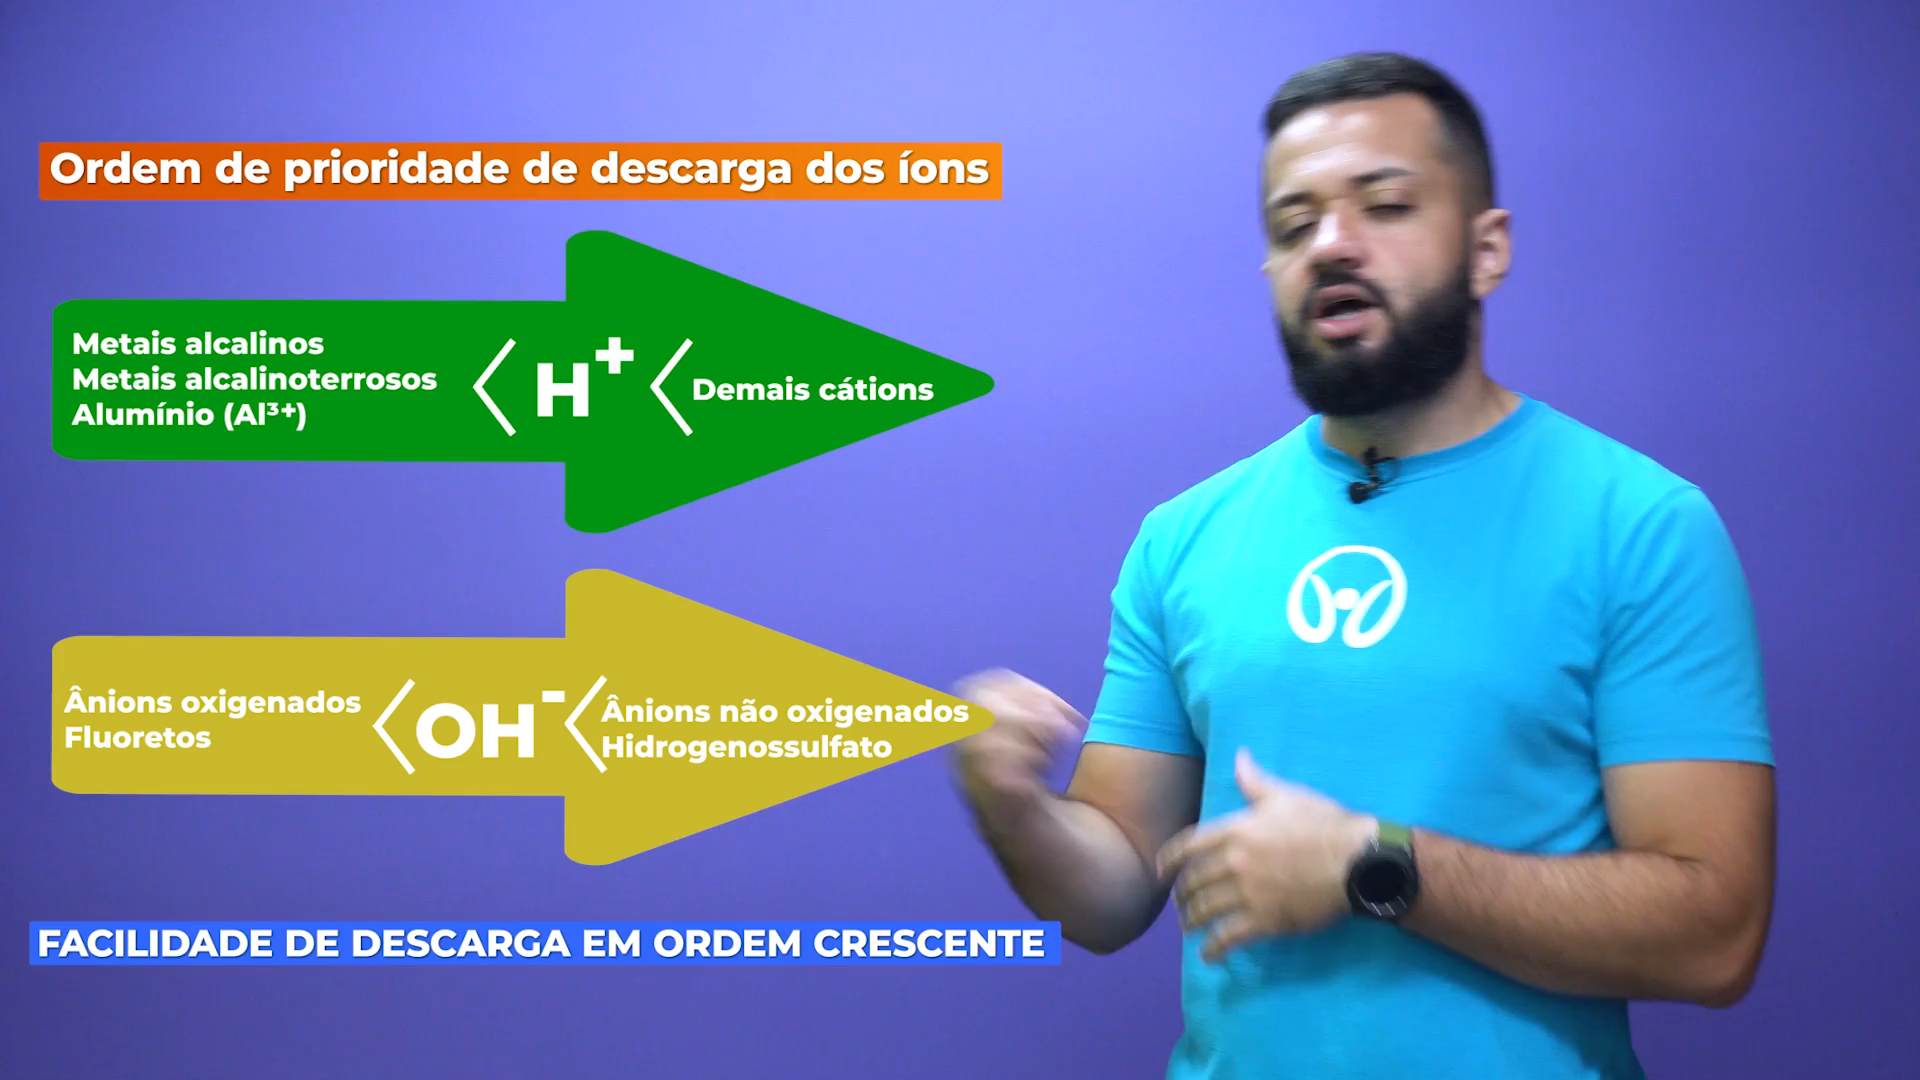 Ordem de prioridade de descarga dos íons
Metais alcalinos
Metais alcalinoterrosos
Alumínio (Al³⁺)
< H⁺ < Demais cátions
Ânions oxigenados
Fluoretos
< OH⁻ <
Ânions não oxigenados
Hidrogenossulfato
FACILIDADE DE DESCARGA EM ORDEM CRESCENTE